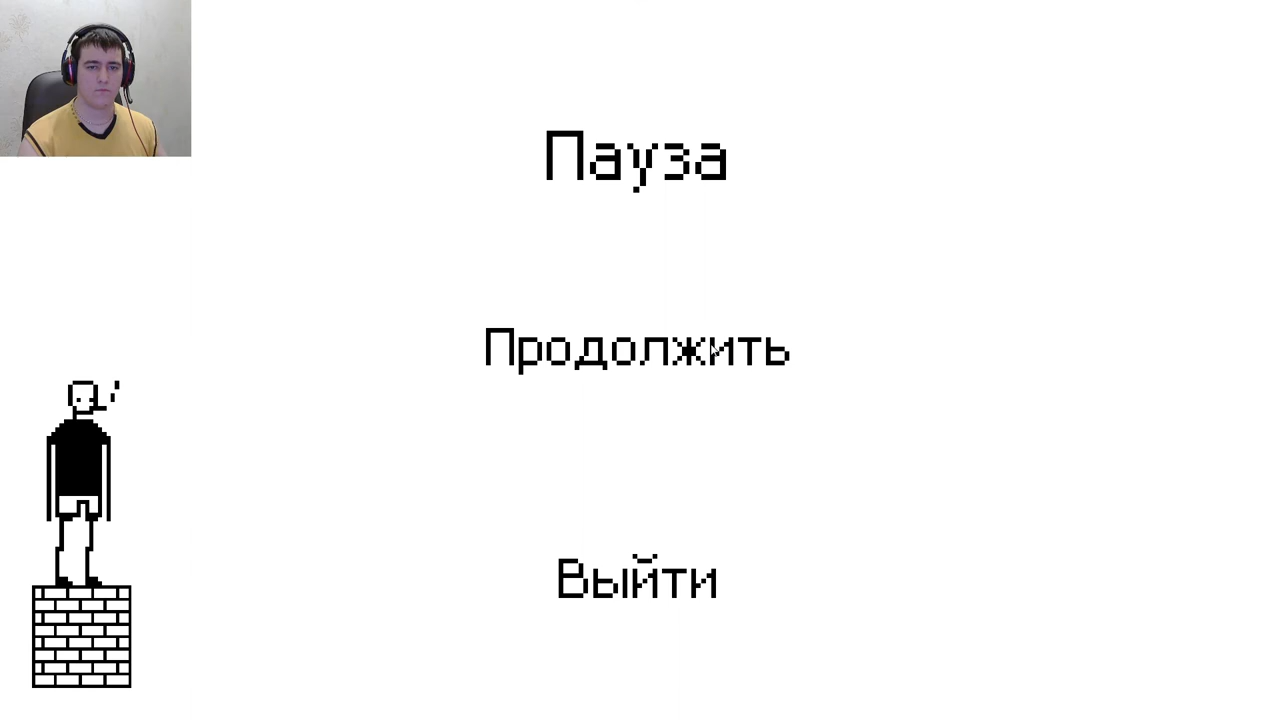 Пауза
Продолжить
Выйти